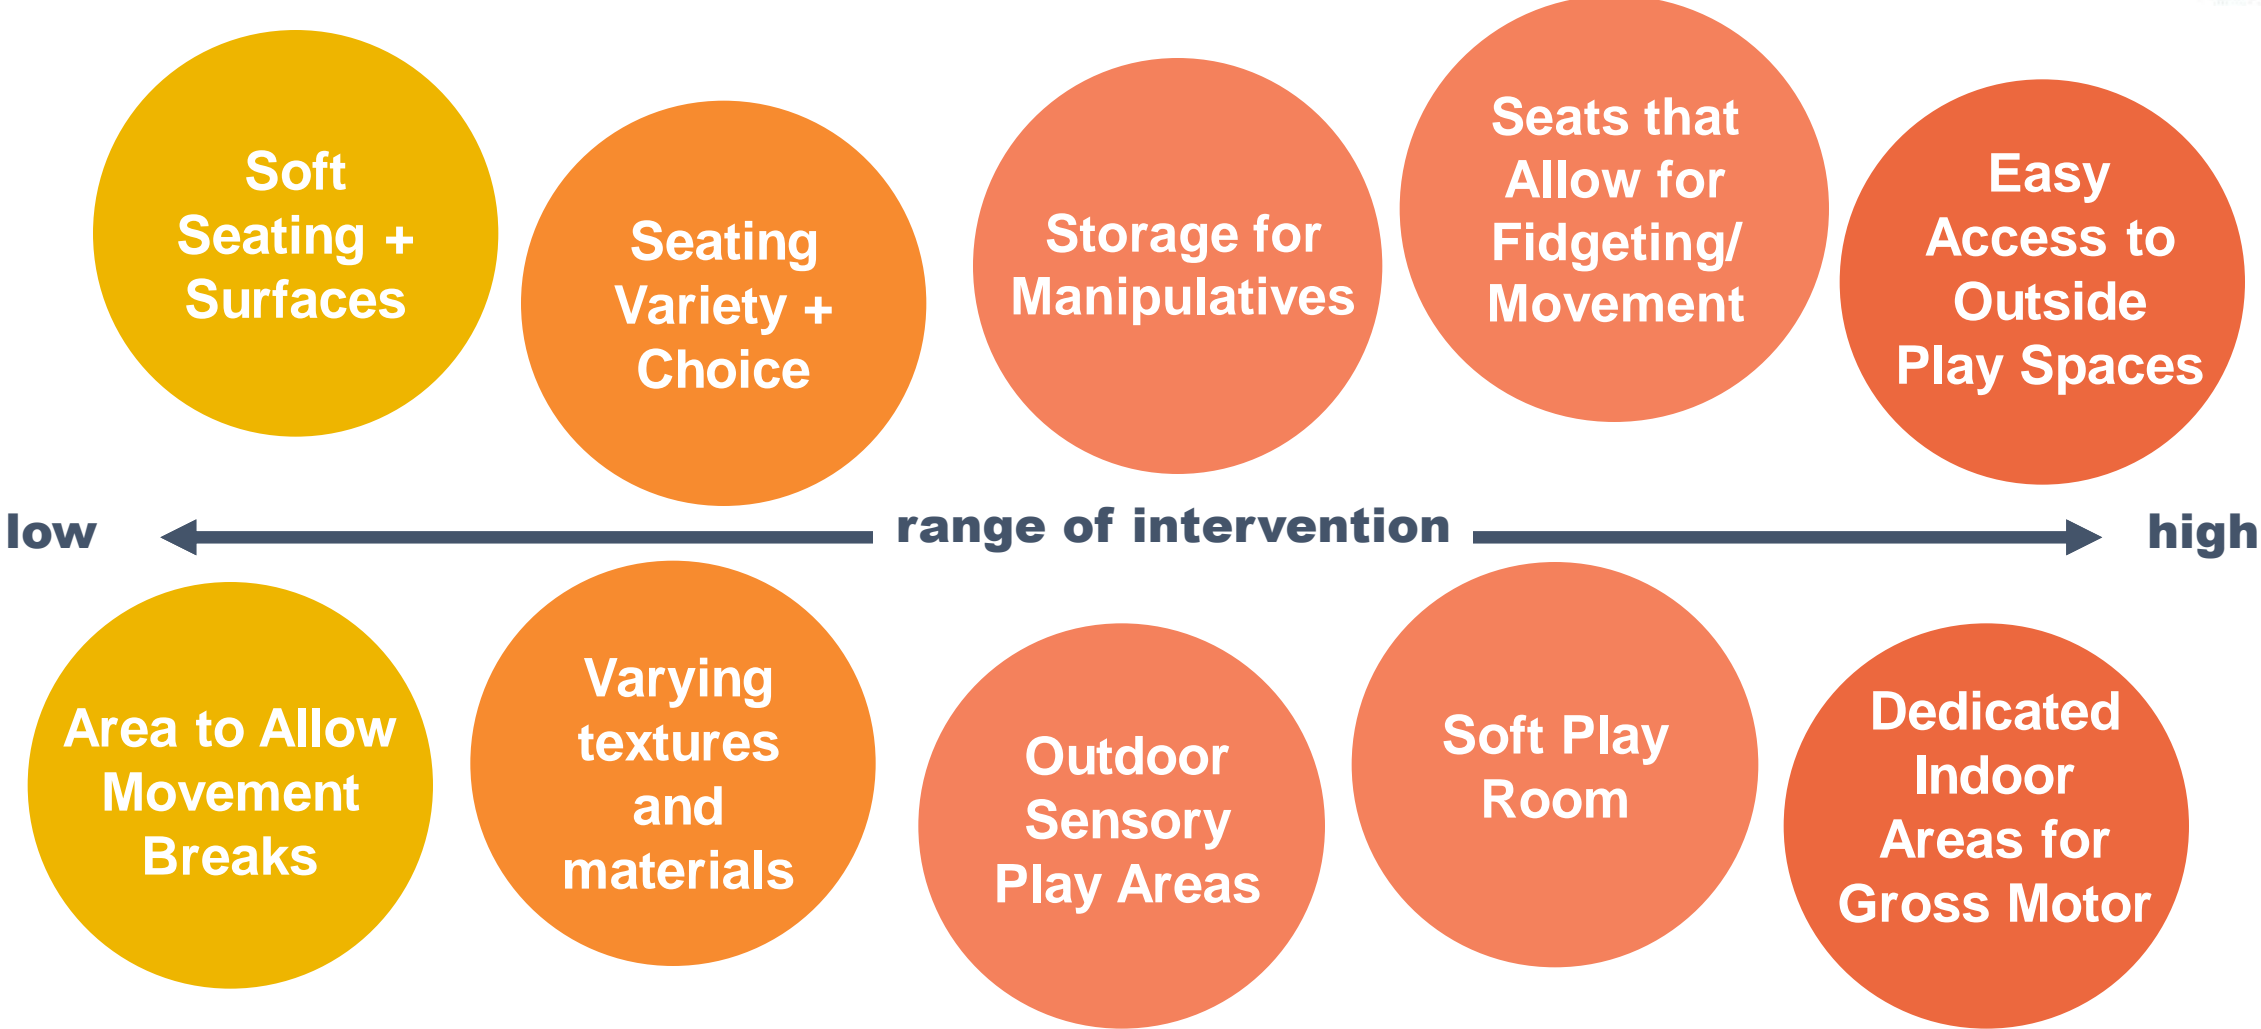 Soft
Seating +
Surfaces
Seating
Variety +
Choice
Storage for
Manipulatives
Seats that
Allow for
Fidgeting/
Movement
Easy
Access to
Outside
Play Spaces
low
range of intervention
high
Area to Allow
Movement
Breaks
Varying
textures
and
materials
Outdoor
Sensory
Play Areas
Soft Play
Room
Dedicated
Indoor
Areas for
Gross Motor